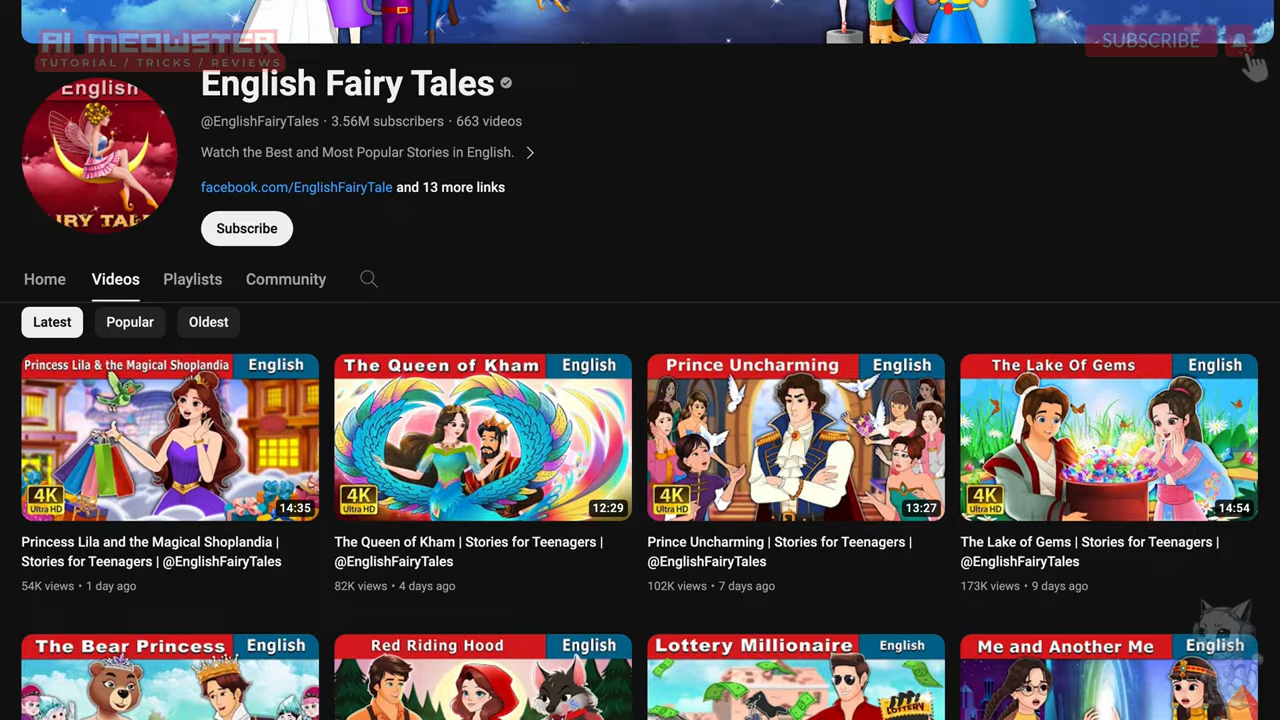 AI MEOWSTER
TUTORIAL / TRICKS / REVIEWS
SUBSCRIBE
English
FAIRY TALES
English Fairy Tales
@EnglishFairyTales · 3.56M subscribers · 663 videos
Watch the Best and Most Popular Stories in English.
facebook.com/EnglishFairyTale and 13 more links
Subscribe
Home Videos Playlists Community
Latest Popular Oldest
Princess Lila & the Magical Shoplandia English
4K
Ultra HD
14:35
The Queen of Kham English
4K
Ultra HD
12:29
Prince Uncharming English
4K
Ultra HD
13:27
The Lake Of Gems English
4K
Ultra HD
14:54
Princess Lila and the Magical Shoplandia |
Stories for Teenagers | @EnglishFairyTales
54K views · 1 day ago
The Queen of Kham | Stories for Teenagers |
@EnglishFairyTales
82K views · 4 days ago
Prince Uncharming | Stories for Teenagers |
@EnglishFairyTales
102K views · 7 days ago
The Lake of Gems | Stories for Teenagers |
@EnglishFairyTales
173K views · 9 days ago
The Bear Princess English
Red Riding Hood English
Lottery Millionaire English
LOTTERY
Me and Another Me English